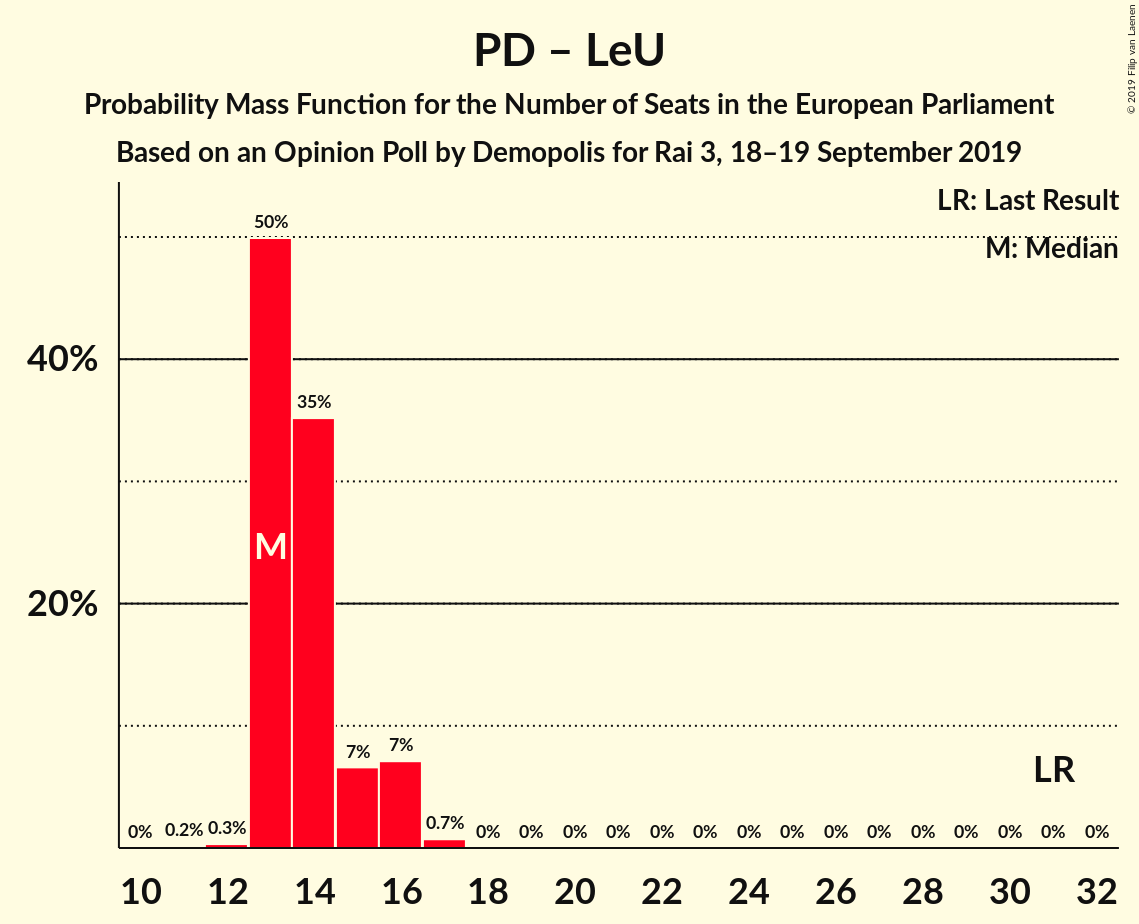 PD – LeU
Probability Mass Function for the Number of Seats in the European Parliament
Based on an Opinion Poll by Demopolis for Rai 3, 18–19 September 2019
© 2019 Filip van Laenen
LR: Last Result
M: Median
50%
40%
35%
M
20%
7% 7%
LR
0% 0.2% 0.3% 0.7% 0% 0% 0% 0% 0% 0% 0% 0% 0% 0% 0% 0% 0% 0% 0%
10 12 14 16 18 20 22 24 26 28 30 32